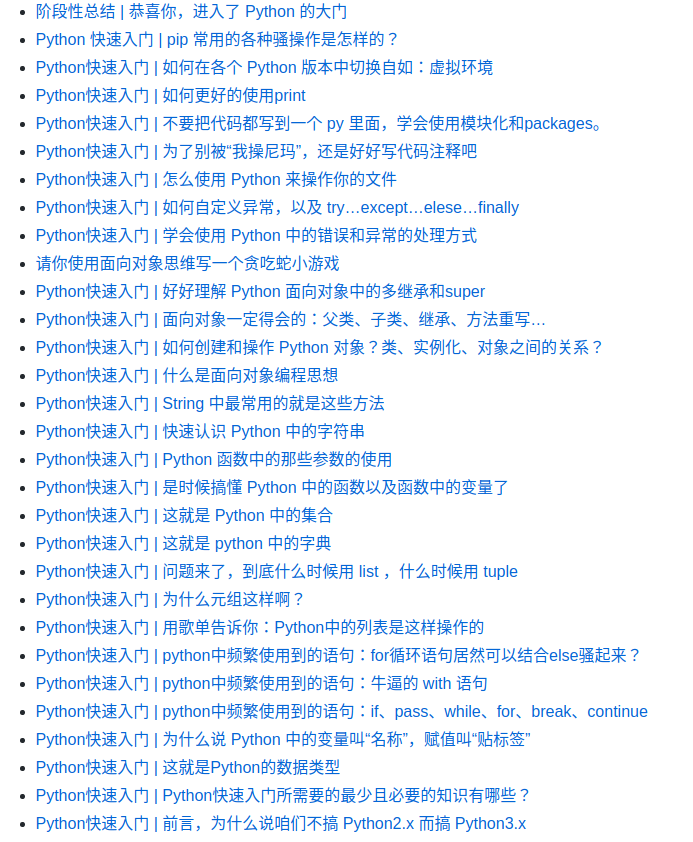 阶段性总结 | 恭喜你，进入了 Python 的大门
Python 快速入门 | pip 常用的各种骚操作是怎样的？
Python快速入门 | 如何在各个 Python 版本中切换自如：虚拟环境
Python快速入门 | 如何更好的使用print
Python快速入门 | 不要把代码都写到一个 py 里面，学会使用模块化和packages。
Python快速入门 | 为了别被“我操尼玛”，还是好好写代码注释吧
Python快速入门 | 怎么使用 Python 来操作你的文件
Python快速入门 | 如何自定义异常，以及 try…except…elese…finally
Python快速入门 | 学会使用 Python 中的错误和异常的处理方式
请你使用面向对象思维写一个贪吃蛇小游戏
Python快速入门 | 好好理解 Python 面向对象中的多继承和super
Python快速入门 | 面向对象一定得会的：父类、子类、继承、方法重写…
Python快速入门 | 如何创建和操作 Python 对象？类、实例化、对象之间的关系？
Python快速入门 | 什么是面向对象编程思想
Python快速入门 | String 中最常用的就是这些方法
Python快速入门 | 快速认识 Python 中的字符串
Python快速入门 | Python 函数中的那些参数的使用
Python快速入门 | 是时候搞懂 Python 中的函数以及函数中的变量了
Python快速入门 | 这就是 Python 中的集合
Python快速入门 | 这就是 python 中的字典
Python快速入门 | 问题来了，到底什么时候用 list ，什么时候用 tuple
Python快速入门 | 为什么元组这样啊？
Python快速入门 | 用歌单告诉你：Python中的列表是这样操作的
Python快速入门 | python中频繁使用到的语句：for循环语句居然可以结合else骚起来？
Python快速入门 | python中频繁使用到的语句：牛逼的 with 语句
Python快速入门 | python中频繁使用到的语句：if、pass、while、for、break、continue
Python快速入门 | 为什么说 Python 中的变量叫“名称”，赋值叫“贴标签”
Python快速入门 | 这就是Python的数据类型
Python快速入门 | Python快速入门所需要的最少且必要的知识有哪些？
Python快速入门 | 前言，为什么说咱们不搞 Python2.x 而搞 Python3.x